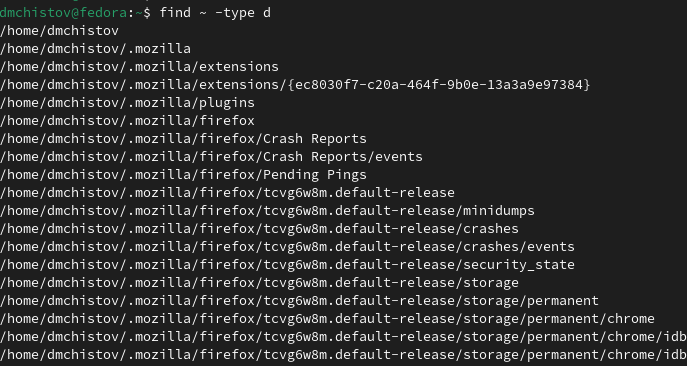 dmchistov@fedora:~$ find ~ -type d
/home/dmchistov
/home/dmchistov/.mozilla
/home/dmchistov/.mozilla/extensions
/home/dmchistov/.mozilla/extensions/{ec8030f7-c20a-464f-9b0e-13a3a9e97384}
/home/dmchistov/.mozilla/plugins
/home/dmchistov/.mozilla/firefox
/home/dmchistov/.mozilla/firefox/Crash Reports
/home/dmchistov/.mozilla/firefox/Crash Reports/events
/home/dmchistov/.mozilla/firefox/Pending Pings
/home/dmchistov/.mozilla/firefox/tcvg6w8m.default-release
/home/dmchistov/.mozilla/firefox/tcvg6w8m.default-release/minidumps
/home/dmchistov/.mozilla/firefox/tcvg6w8m.default-release/crashes
/home/dmchistov/.mozilla/firefox/tcvg6w8m.default-release/crashes/events
/home/dmchistov/.mozilla/firefox/tcvg6w8m.default-release/security_state
/home/dmchistov/.mozilla/firefox/tcvg6w8m.default-release/storage
/home/dmchistov/.mozilla/firefox/tcvg6w8m.default-release/storage/permanent
/home/dmchistov/.mozilla/firefox/tcvg6w8m.default-release/storage/permanent/chrome
/home/dmchistov/.mozilla/firefox/tcvg6w8m.default-release/storage/permanent/chrome/idb
/home/dmchistov/.mozilla/firefox/tcvg6w8m.default-release/storage/permanent/chrome/idb